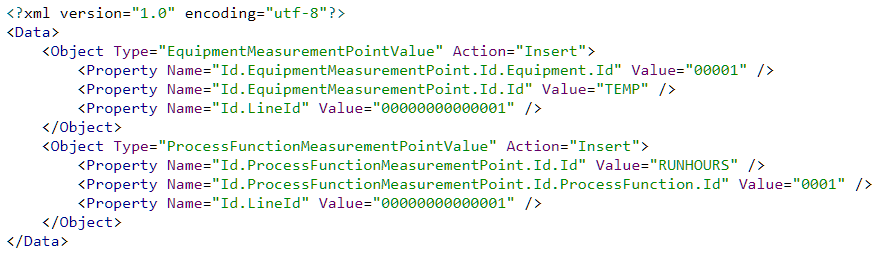 <?xml version="1.0" encoding="utf-8"?>
<Data>
    <Object Type="EquipmentMeasurementPointValue" Action="Insert">
        <Property Name="Id.EquipmentMeasurementPoint.Id.Equipment.Id" Value="00001" />
        <Property Name="Id.EquipmentMeasurementPoint.Id.Id" Value="TEMP" />
        <Property Name="Id.LineId" Value="00000000000001" />
    </Object>
    <Object Type="ProcessFunctionMeasurementPointValue" Action="Insert">
        <Property Name="Id.ProcessFunctionMeasurementPoint.Id.Id" Value="RUNHOURS" />
        <Property Name="Id.ProcessFunctionMeasurementPoint.Id.ProcessFunction.Id" Value="0001" />
        <Property Name="Id.LineId" Value="00000000000001" />
    </Object>
</Data>